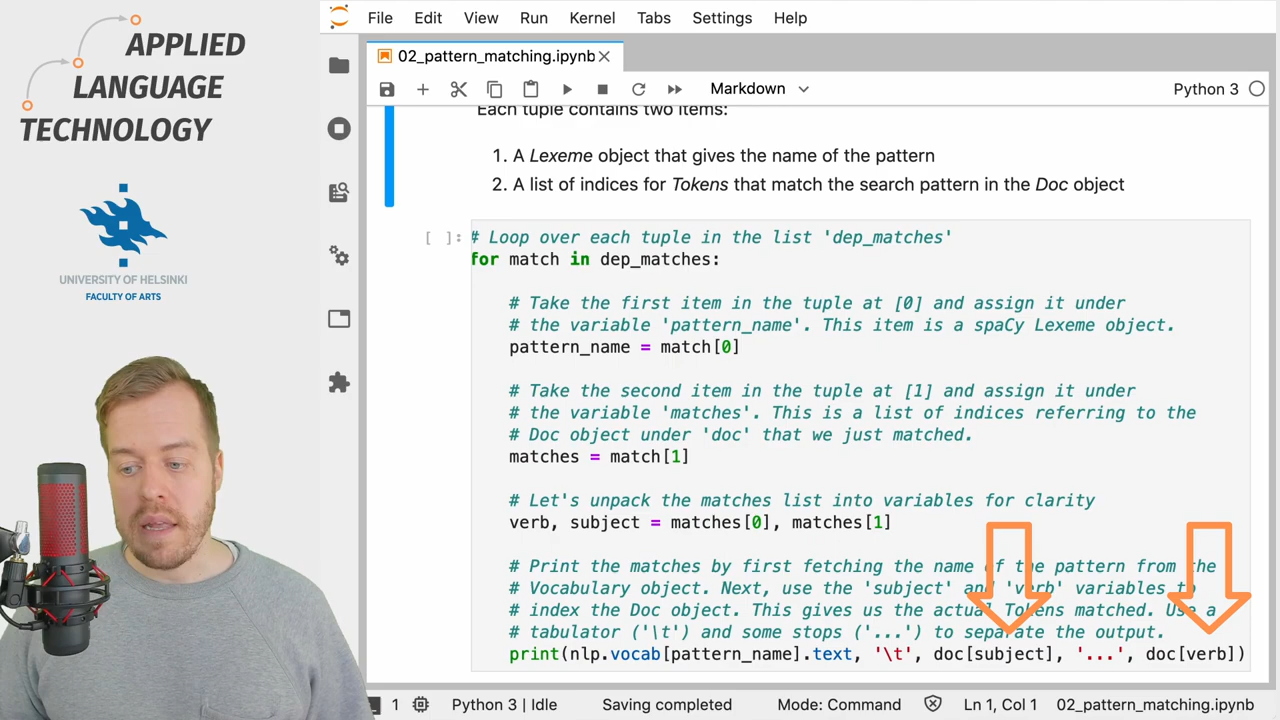 APPLIED
LANGUAGE
TECHNOLOGY
UNIVERSITY OF HELSINKI
FACULTY OF ARTS
File Edit View Run Kernel Tabs Settings Help
02_pattern_matching.ipynb
Markdown
Python 3
Each tuple contains two items:
1. A Lexeme object that gives the name of the pattern
2. A list of indices for Tokens that match the search pattern in the Doc object
[ ]:
# Loop over each tuple in the list 'dep_matches'
for match in dep_matches:
# Take the first item in the tuple at [0] and assign it under
# the variable 'pattern_name'. This item is a spaCy Lexeme object.
pattern_name = match[0]
# Take the second item in the tuple at [1] and assign it under
# the variable 'matches'. This is a list of indices referring to the
# Doc object under 'doc' that we just matched.
matches = match[1]
# Let's unpack the matches list into variables for clarity
verb, subject = matches[0], matches[1]
# Print the matches by first fetching the name of the pattern from the
# Vocabulary object. Next, use the 'subject' and 'verb' variables to
# index the Doc object. This gives us the actual Tokens matched. Use a
# tabulator ('\t') and some stops ('...') to separate the output.
print(nlp.vocab[pattern_name].text, '\t', doc[subject], '...', doc[verb])
1 Python 3 | Idle Saving completed Mode: Command Ln 1, Col 1 02_pattern_matching.ipynb